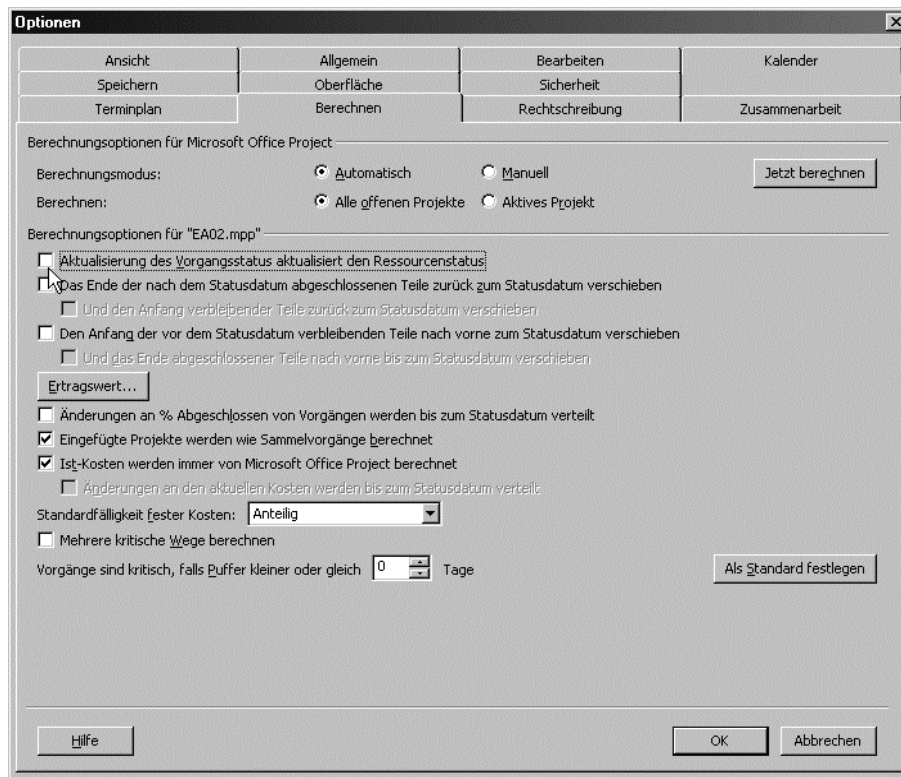 Optionen
Ansicht Allgemein Bearbeiten Kalender
Speichern Oberfläche Sicherheit
Terminplan Berechnen Rechtschreibung Zusammenarbeit
Berechnungsoptionen für Microsoft Office Project
Berechnungsmodus: Automatisch Manuell Jetzt berechnen
Berechnen: Alle offenen Projekte Aktives Projekt
Berechnungsoptionen für "EA02.mpp"
Aktualisierung des Vorgangsstatus aktualisiert den Ressourcenstatus
Das Ende der nach dem Statusdatum abgeschlossenen Teile zurück zum Statusdatum verschieben
Und den Anfang verbleibender Teile zurück zum Statusdatum verschieben
Den Anfang der vor dem Statusdatum verbleibenden Teile nach vorne zum Statusdatum verschieben
Und das Ende abgeschlossener Teile nach vorne bis zum Statusdatum verschieben
Ertragswert...
Änderungen an % Abgeschlossen von Vorgängen werden bis zum Statusdatum verteilt
Eingefügte Projekte werden wie Sammelvorgänge berechnet
Ist-Kosten werden immer von Microsoft Office Project berechnet
Änderungen an den aktuellen Kosten werden bis zum Statusdatum verteilt
Standardfälligkeit fester Kosten: Anteilig
Mehrere kritische Wege berechnen
Vorgänge sind kritisch, falls Puffer kleiner oder gleich 0 Tage Als Standard festlegen
Hilfe OK Abbrechen